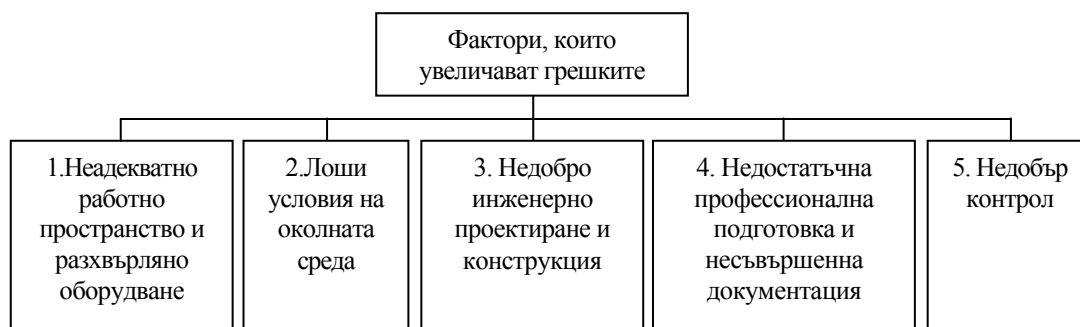 Фактори, които
увеличават грешките
1.Неадекватно
работно
пространство и
разхвърляно
оборудване
2.Лоши
условия на
околната
среда
3. Недобро
инженерно
проектиране и
конструкция
4. Недостатъчна
профессионална
подготовка и
несъвършенна
документация
5. Недобър
контрол